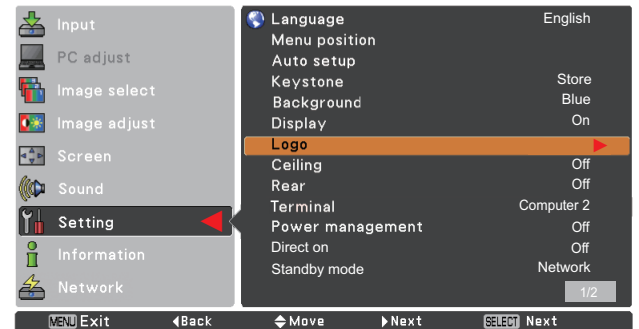 Input
PC adjust
Image select
Image adjust
Screen
Sound
Setting
Information
Network
Language English
Menu position
Auto setup
Keystone Store
Background Blue
Display On
Logo
Ceiling Off
Rear Off
Terminal Computer 2
Power management Off
Direct on Off
Standby mode Network
1/2
MENU Exit Back Move Next SELECT Next